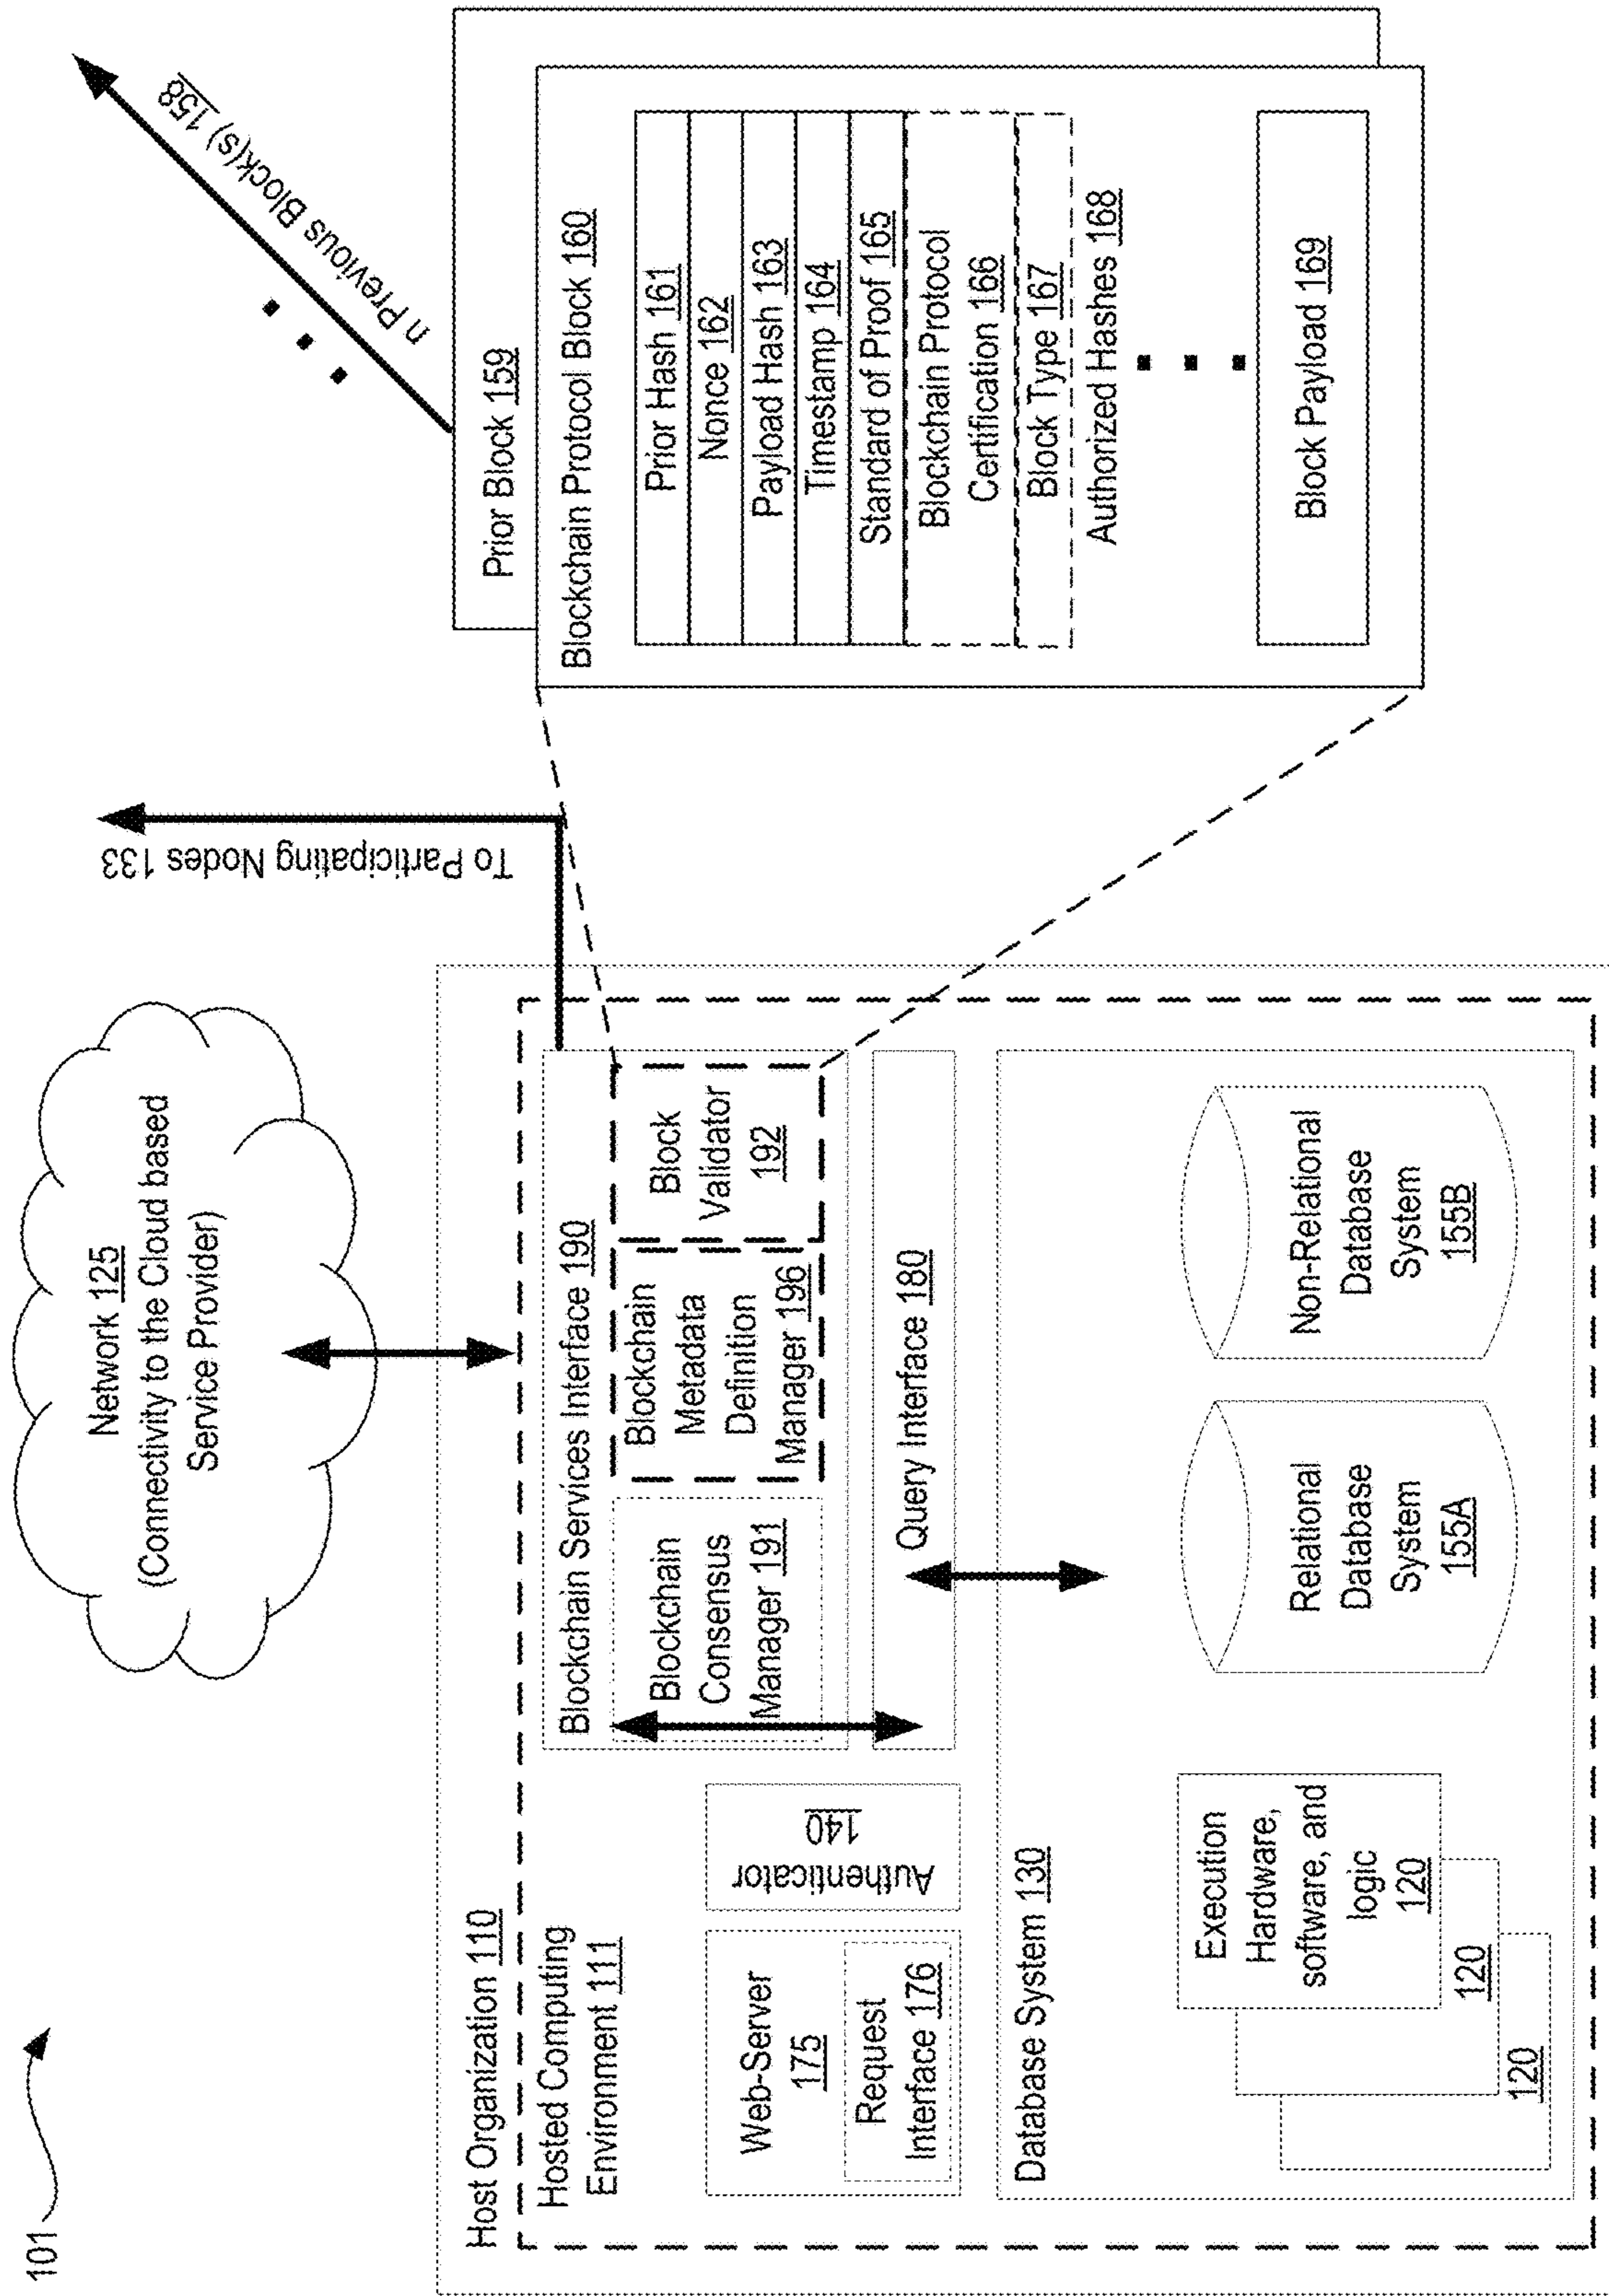 101
Network 125
(Connectivity to the Cloud based
Service Provider)
Host Organization 110
Hosted Computing
Environment 111
Web-Server
175
Request
Interface 176
Authenticator
140
Blockchain Services Interface 190
Blockchain
Consensus
Manager 191
Blockchain
Metadata
Definition
Manager 196
Block
Validator
192
Query Interface 180
Database System 130
Execution
Hardware,
software, and
logic
120
120
120
Relational
Database
System
155A
Non-Relational
Database
System
155B
To Participating Nodes 133
n Previous Block(s) 158
Prior Block 159
Blockchain Protocol Block 160
Prior Hash 161
Nonce 162
Payload Hash 163
Timestamp 164
Standard of Proof 165
Blockchain Protocol
Certification 166
Block Type 167
Authorized Hashes 168
Block Payload 169